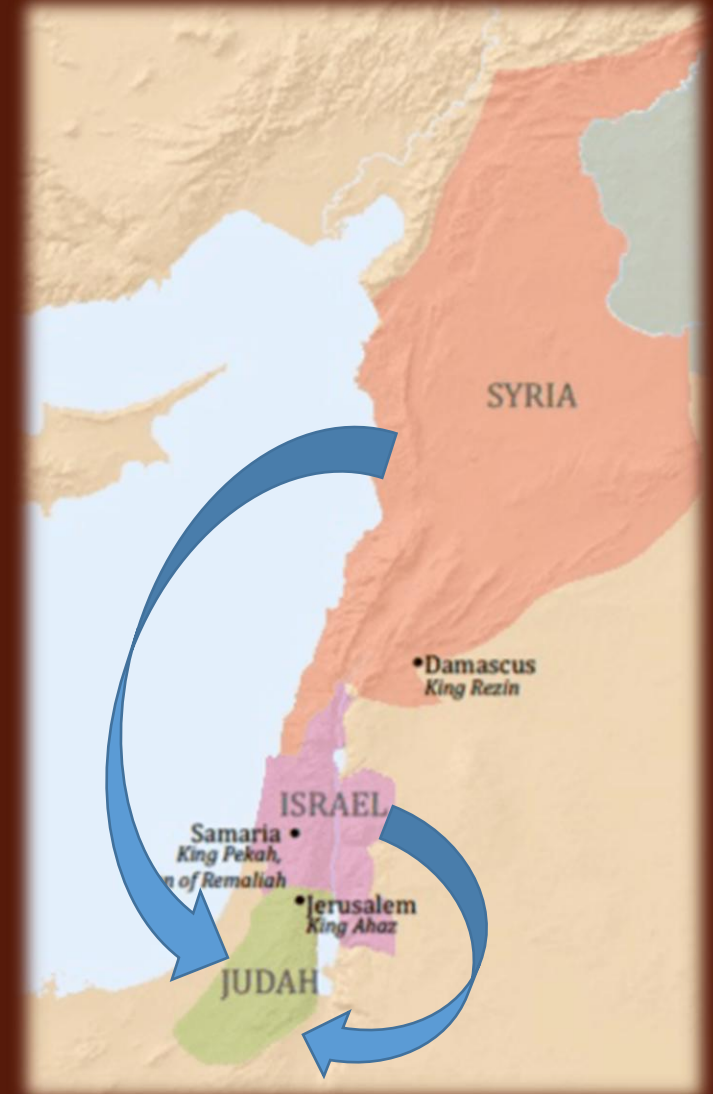 SYRIA
•Damascus
King Rezin
ISRAEL
Samaria •
King Pekah,
n of Remaliah
•Jerusalem
King Ahaz
JUDAH